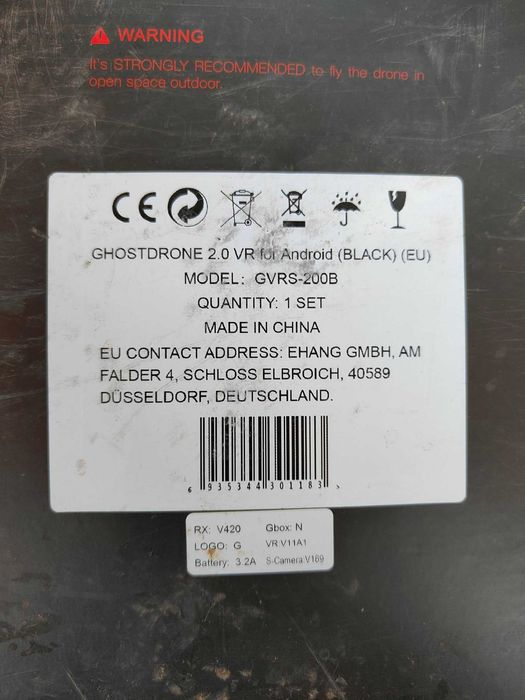 WARNING
It's STRONGLY RECOMMENDED to fly the drone in
open space outdoor.
CE
GHOSTDRONE 2.0 VR for Android (BLACK) (EU)
MODEL: GVRS-200B
QUANTITY: 1 SET
MADE IN CHINA
EU CONTACT ADDRESS: EHANG GMBH, AM
FALDER 4, SCHLOSS ELBROICH, 40589
DÜSSELDORF, DEUTSCHLAND.
6 935344 301183 >
RX: V420 Gbox: N
LOGO: G VR:V11A1
Battery: 3.2A S-Camera:V169